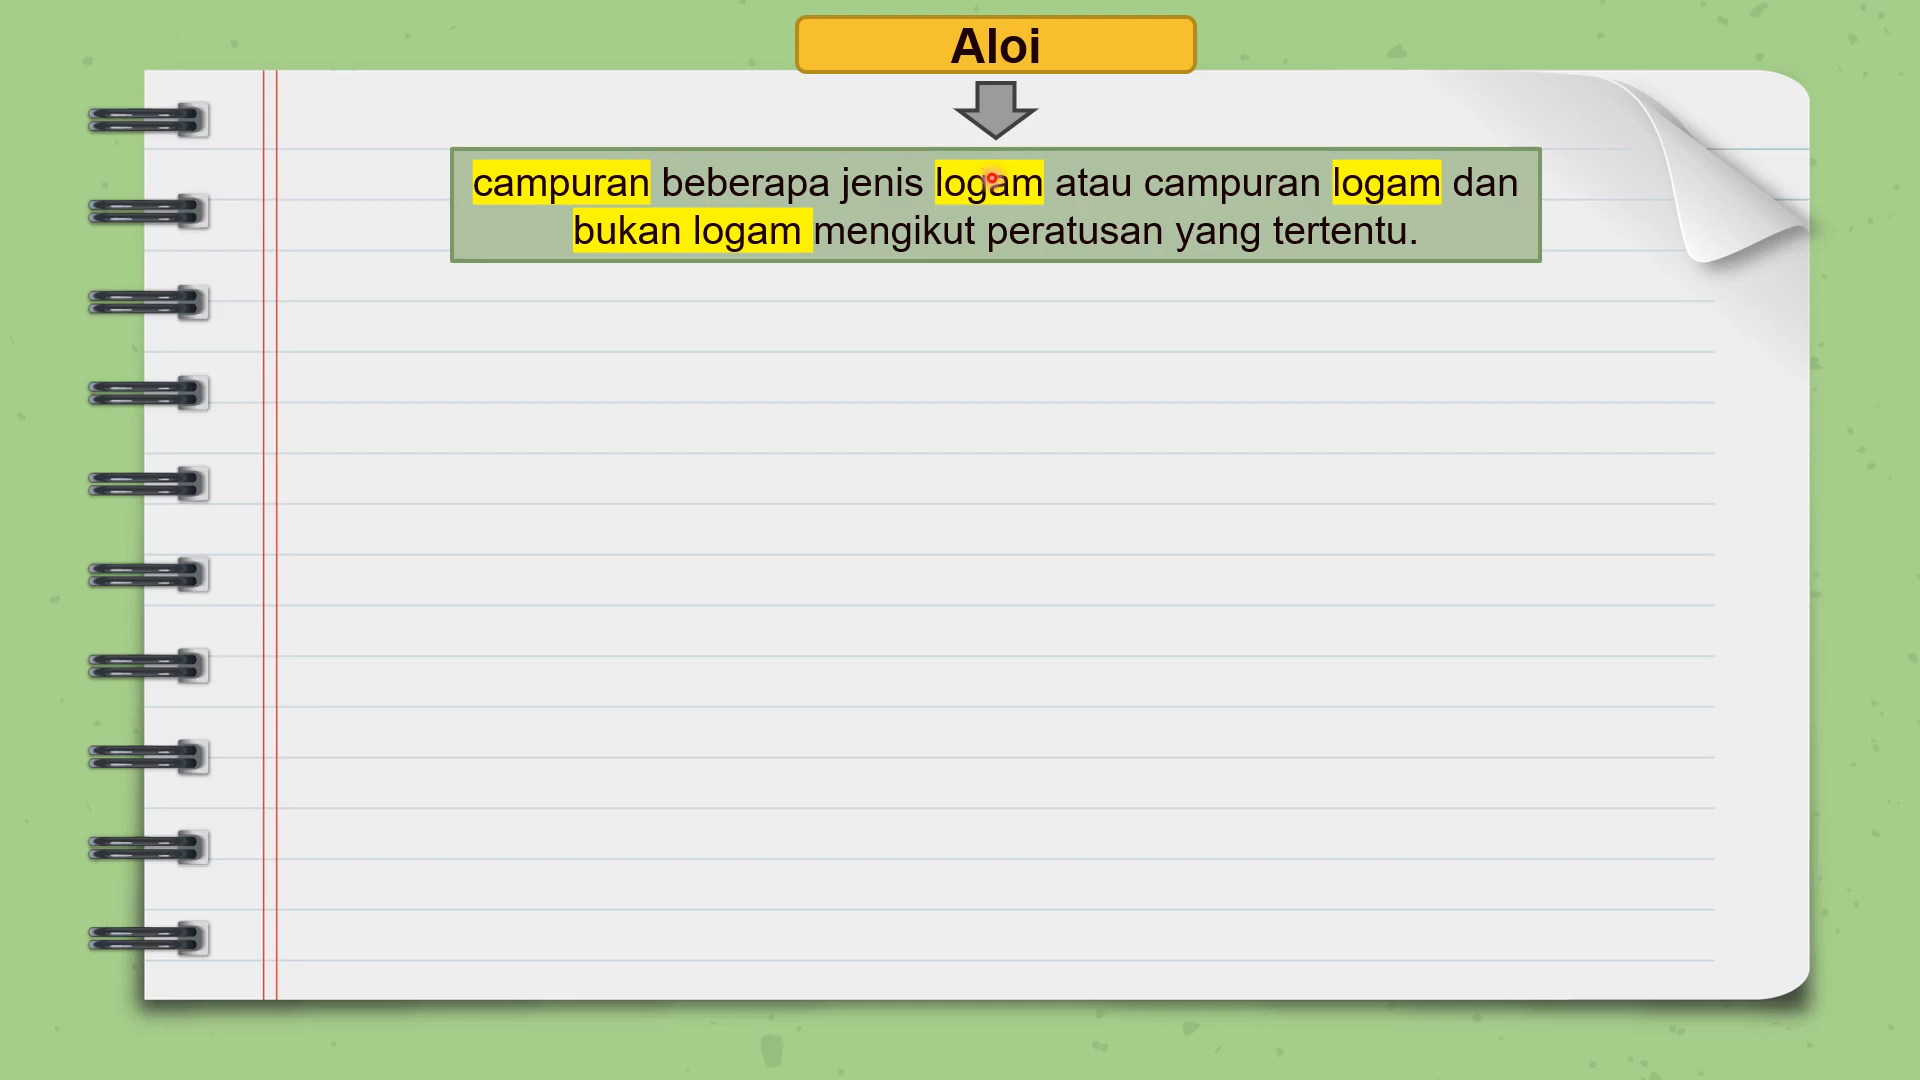 Aloi
campuran beberapa jenis logam atau campuran logam dan
bukan logam mengikut peratusan yang tertentu.